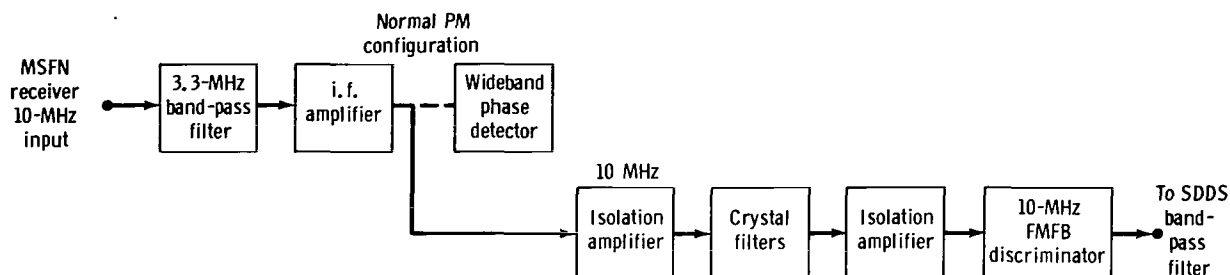 Normal PM
configuration
MSFN
receiver
10-MHz
input
3.3-MHz
band-pass
filter
i.f.
amplifier
Wideband
phase
detector
10 MHz
Isolation
amplifier
Crystal
filters
Isolation
amplifier
10-MHz
FMFB
discriminator
To SDDS
band-
pass
filter